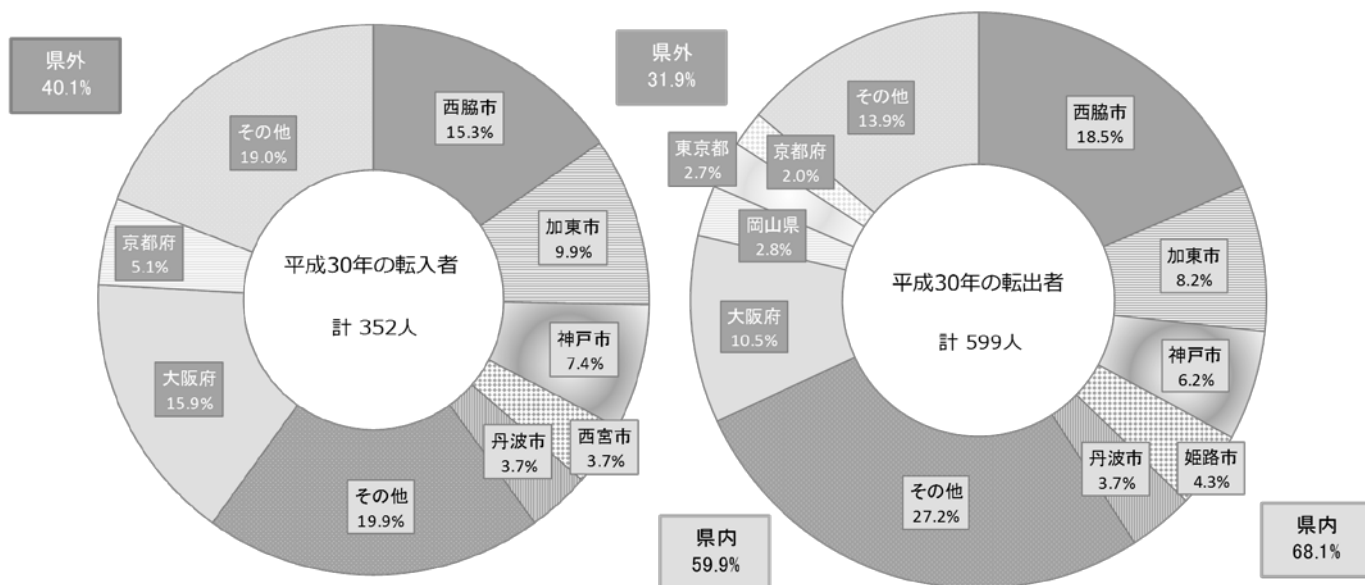 県外
40.1%
その他
19.0%
西脇市
15.3%
加東市
9.9%
京都府
5.1%
平成30年の転入者
計 352人
神戸市
7.4%
大阪府
15.9%
西宮市
3.7%
丹波市
3.7%
その他
19.9%
県内
59.9%
県外
31.9%
その他
13.9%
西脇市
18.5%
東京都
2.7%
京都府
2.0%
岡山県
2.8%
加東市
8.2%
平成30年の転出者
計 599人
大阪府
10.5%
神戸市
6.2%
姫路市
4.3%
丹波市
3.7%
その他
27.2%
県内
68.1%